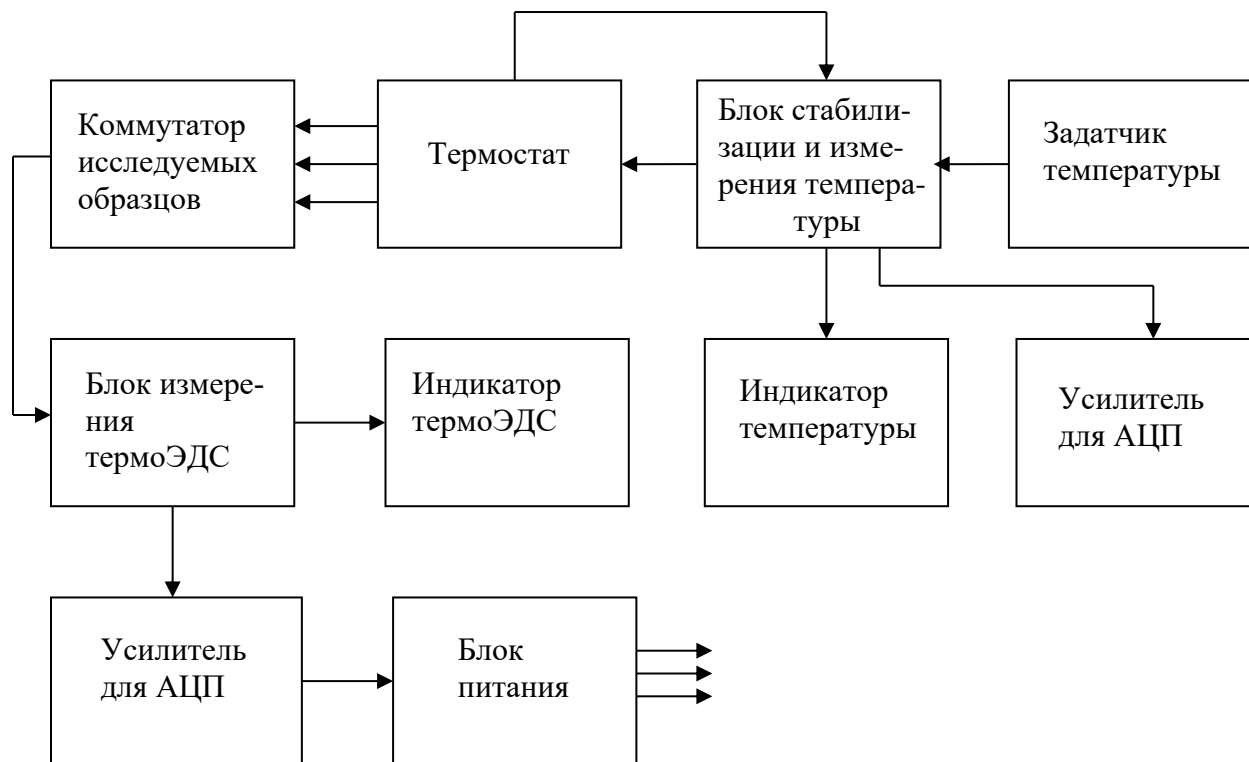 Коммутатор
исследуемых
образцов
Термостат
Блок стабили-
зации и изме-
рения темпера-
туры
Задатчик
температуры
Блок измере-
ния
термоЭДС
Индикатор
термоЭДС
Индикатор
температуры
Усилитель
для АЦП
Усилитель
для АЦП
Блок
питания